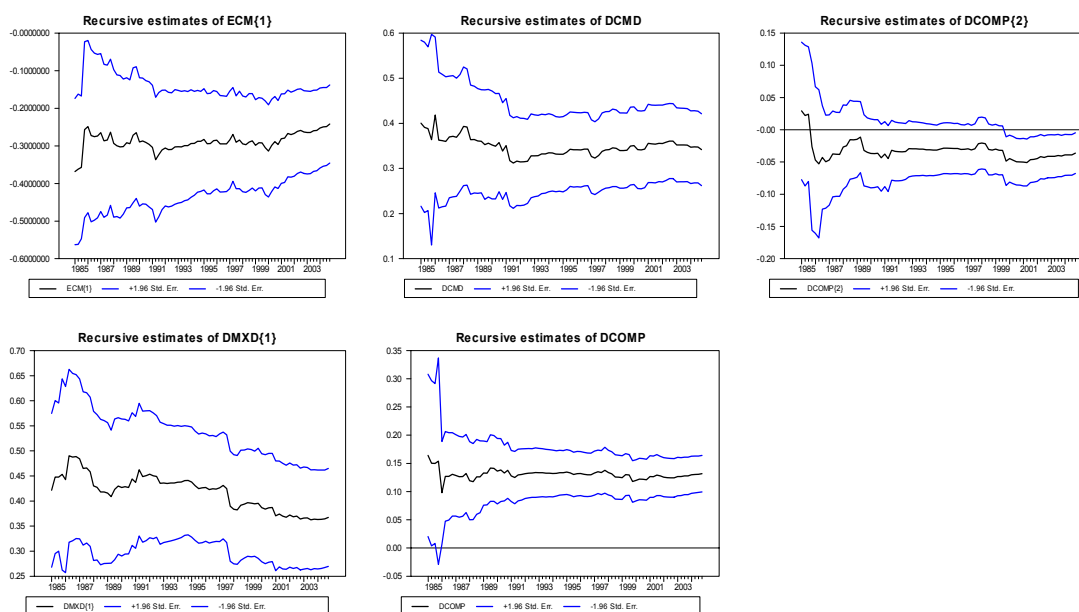 Recursive estimates of ECM{1}
-0.0000000
-0.1000000
-0.2000000
-0.3000000
-0.4000000
-0.5000000
-0.6000000
1985 1987 1989 1991 1993 1995 1997 1999 2001 2003
ECM{1} +1.96 Std. Err. -1.96 Std. Err.
Recursive estimates of DCMD
0.6
0.5
0.4
0.3
0.2
0.1
1985 1987 1989 1991 1993 1995 1997 1999 2001 2003
DCMD +1.96 Std. Err. -1.96 Std. Err.
Recursive estimates of DCOMP{2}
0.15
0.10
0.05
-0.00
-0.05
-0.10
-0.15
-0.20
1985 1987 1989 1991 1993 1995 1997 1999 2001 2003
DCOMP{2} +1.96 Std. Err. -1.96 Std. Err.
Recursive estimates of DMXD{1}
0.70
0.65
0.60
0.55
0.50
0.45
0.40
0.35
0.30
0.25
1985 1987 1989 1991 1993 1995 1997 1999 2001 2003
DMXD{1} +1.96 Std. Err. -1.96 Std. Err.
Recursive estimates of DCOMP
0.35
0.30
0.25
0.20
0.15
0.10
0.05
0.00
-0.05
1985 1987 1989 1991 1993 1995 1997 1999 2001 2003
DCOMP +1.96 Std. Err. -1.96 Std. Err.